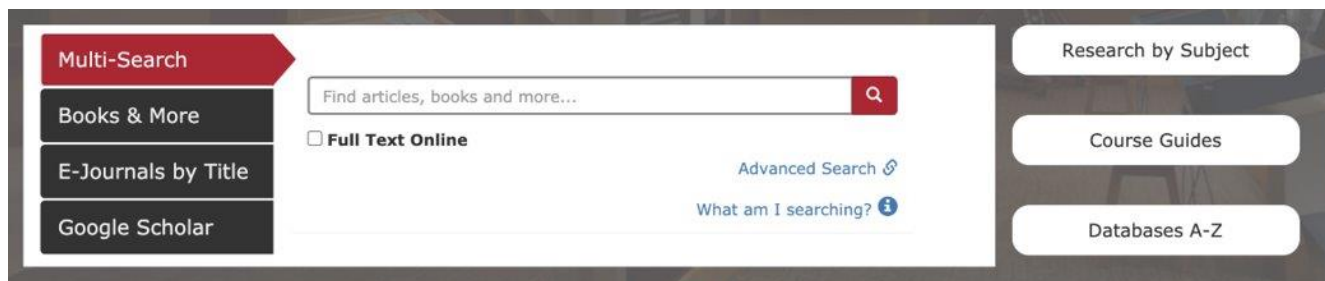 Multi-Search
Books & More
E-Journals by Title
Google Scholar
Find articles, books and more...
Full Text Online
Advanced Search
What am I searching?
Research by Subject
Course Guides
Databases A-Z